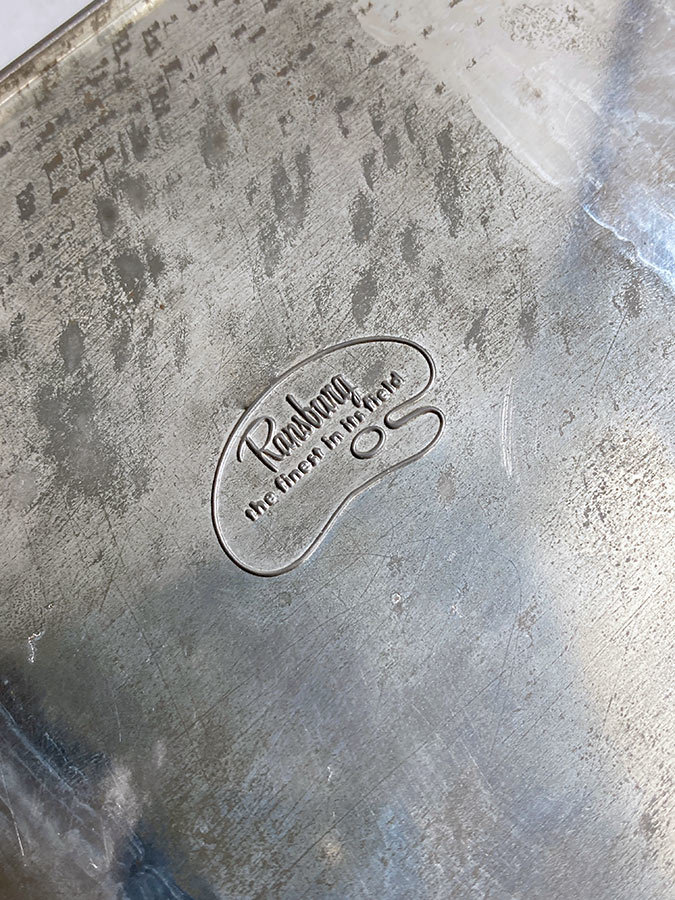 Ransburg
the finest in its field!